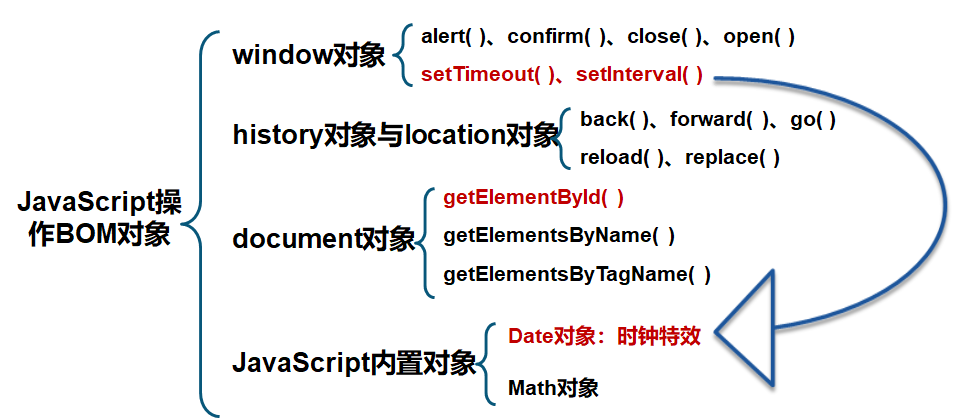 JavaScript操
作BOM对象
window对象
alert( )、confirm( )、close( )、open( )
setTimeout( )、setInterval( )
history对象与location对象
back( )、forward( )、go( )
reload( )、replace( )
document对象
getElementById( )
getElementsByName( )
getElementsByTagName( )
JavaScript内置对象
Date对象：时钟特效
Math对象